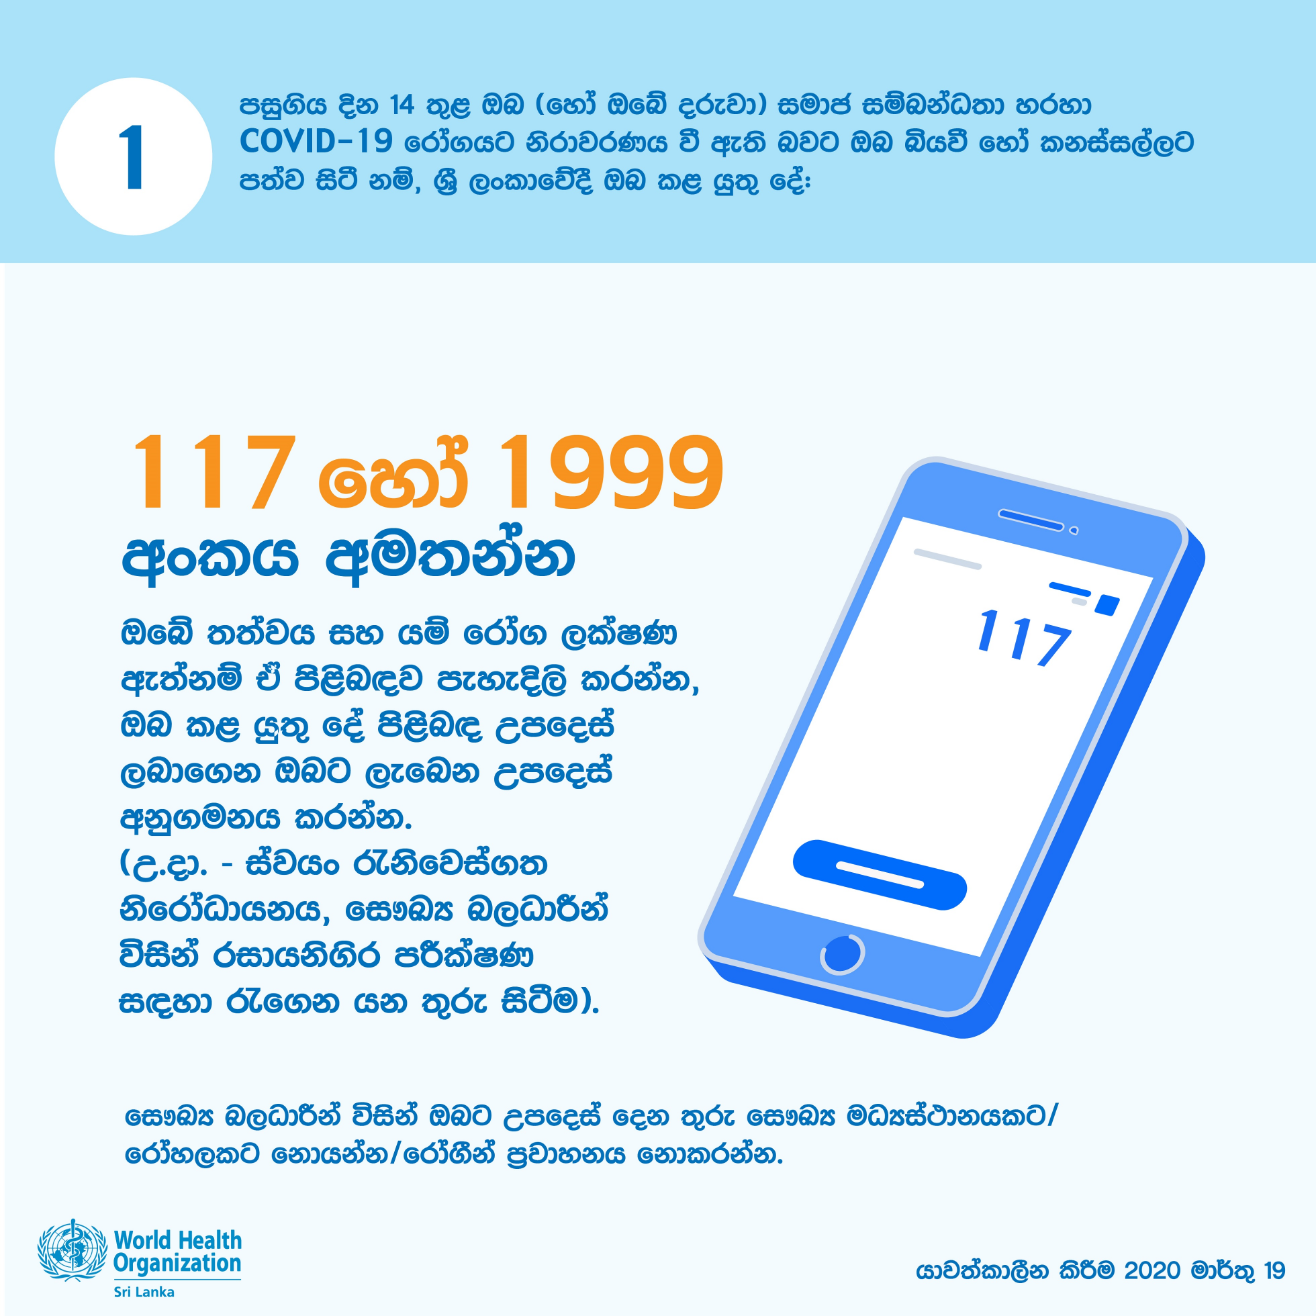 1
පසුගිය දින 14 තුළ ඔබ (හෝ ඔබේ දරුවා) සමාජ සම්බන්ධතා හරහා
COVID-19 රෝගයට නිරාවරණය වී ඇති බවට ඔබ බියවී හෝ කනස්සල්ලට
පත්ව සිටී නම්, ශ්‍රී ලංකාවේදී ඔබ කළ යුතු දේ:
117 හෝ 1999
අංකය අමතන්න
ඔබේ තත්වය සහ යම් රෝග ලක්ෂණ
ඇත්නම් ඒ පිළිබඳව පැහැදිලි කරන්න,
ඔබ කළ යුතු දේ පිළිබඳ උපදෙස්
ලබාගෙන ඔබට ලැබෙන උපදෙස්
අනුගමනය කරන්න.
(උ.දා. - ස්වයං රැනිවෙස්ගත
නිරෝධායනය, සෞඛ්‍ය බලධාරීන්
විසින් රසායනිගිර පරීක්ෂණ
සඳහා රැගෙන යන තුරු සිටීම).
117
සෞඛ්‍ය බලධාරීන් විසින් ඔබට උපදෙස් දෙන තුරු සෞඛ්‍ය මධ්‍යස්ථානයකට/
රෝහලකට නොයන්න/රෝගීන් ප්‍රවාහනය නොකරන්න.
World Health
Organization
Sri Lanka
යාවත්කාලීන කිරීම 2020 මාර්තු 19